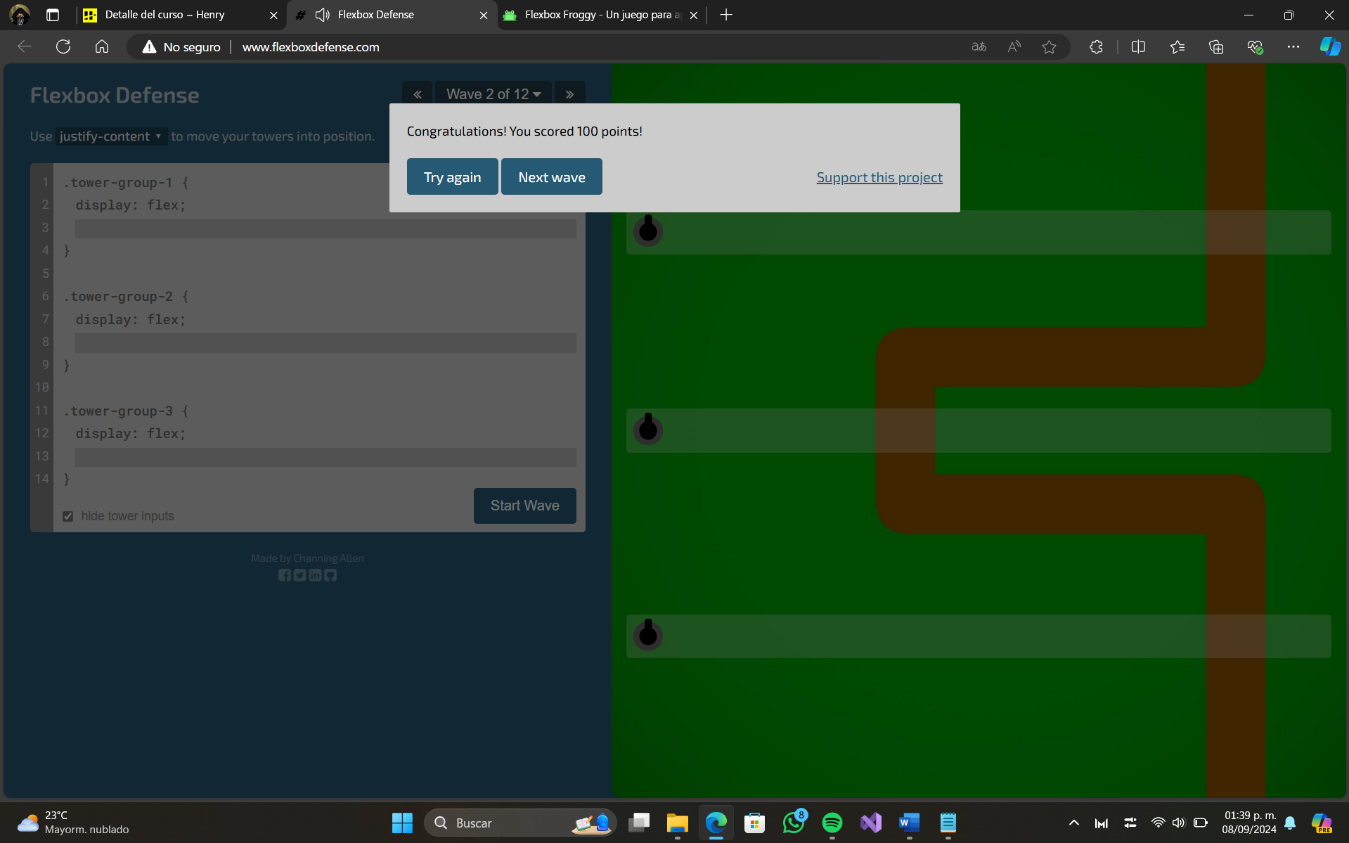 Detalle del curso – Henry
Flexbox Defense
Flexbox Froggy - Un juego para a
No seguro
www.flexboxdefense.com
Flexbox Defense
« Wave 2 of 12 »
Use justify-content to move your towers into position.
Congratulations! You scored 100 points!
Try again
Next wave
Support this project
1 .tower-group-1 {
2 display: flex;
3
4 }
5
6 .tower-group-2 {
7 display: flex;
8
9 }
10
11 .tower-group-3 {
12 display: flex;
13
14 }
hide tower inputs
Start Wave
Made by Channing Allen
23°C
Mayorm. nublado
Buscar
8
01:39 p. m.
08/09/2024
PRE